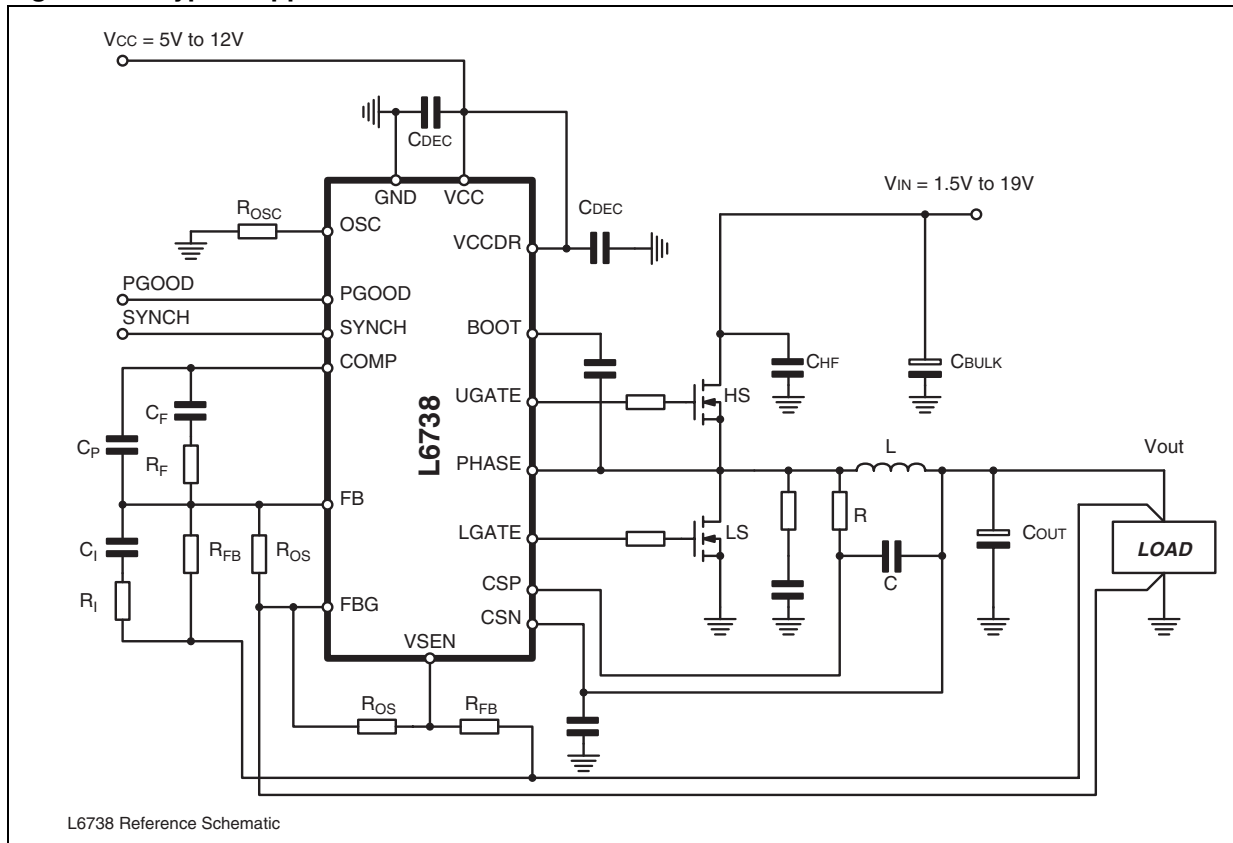 VCC = 5V to 12V
CDEC
GND
VCC
VIN = 1.5V to 19V
ROSC
OSC
CDEC
VCCDR
PGOOD
PGOOD
SYNCH
SYNCH
BOOT
COMP
CHF
CBULK
UGATE
HS
CF
L6738
CP
RF
PHASE
L
Vout
FB
R
LGATE
LS
COUT
LOAD
CI
RFB
ROS
C
CSP
RI
FBG
CSN
VSEN
ROS
RFB
L6738 Reference Schematic